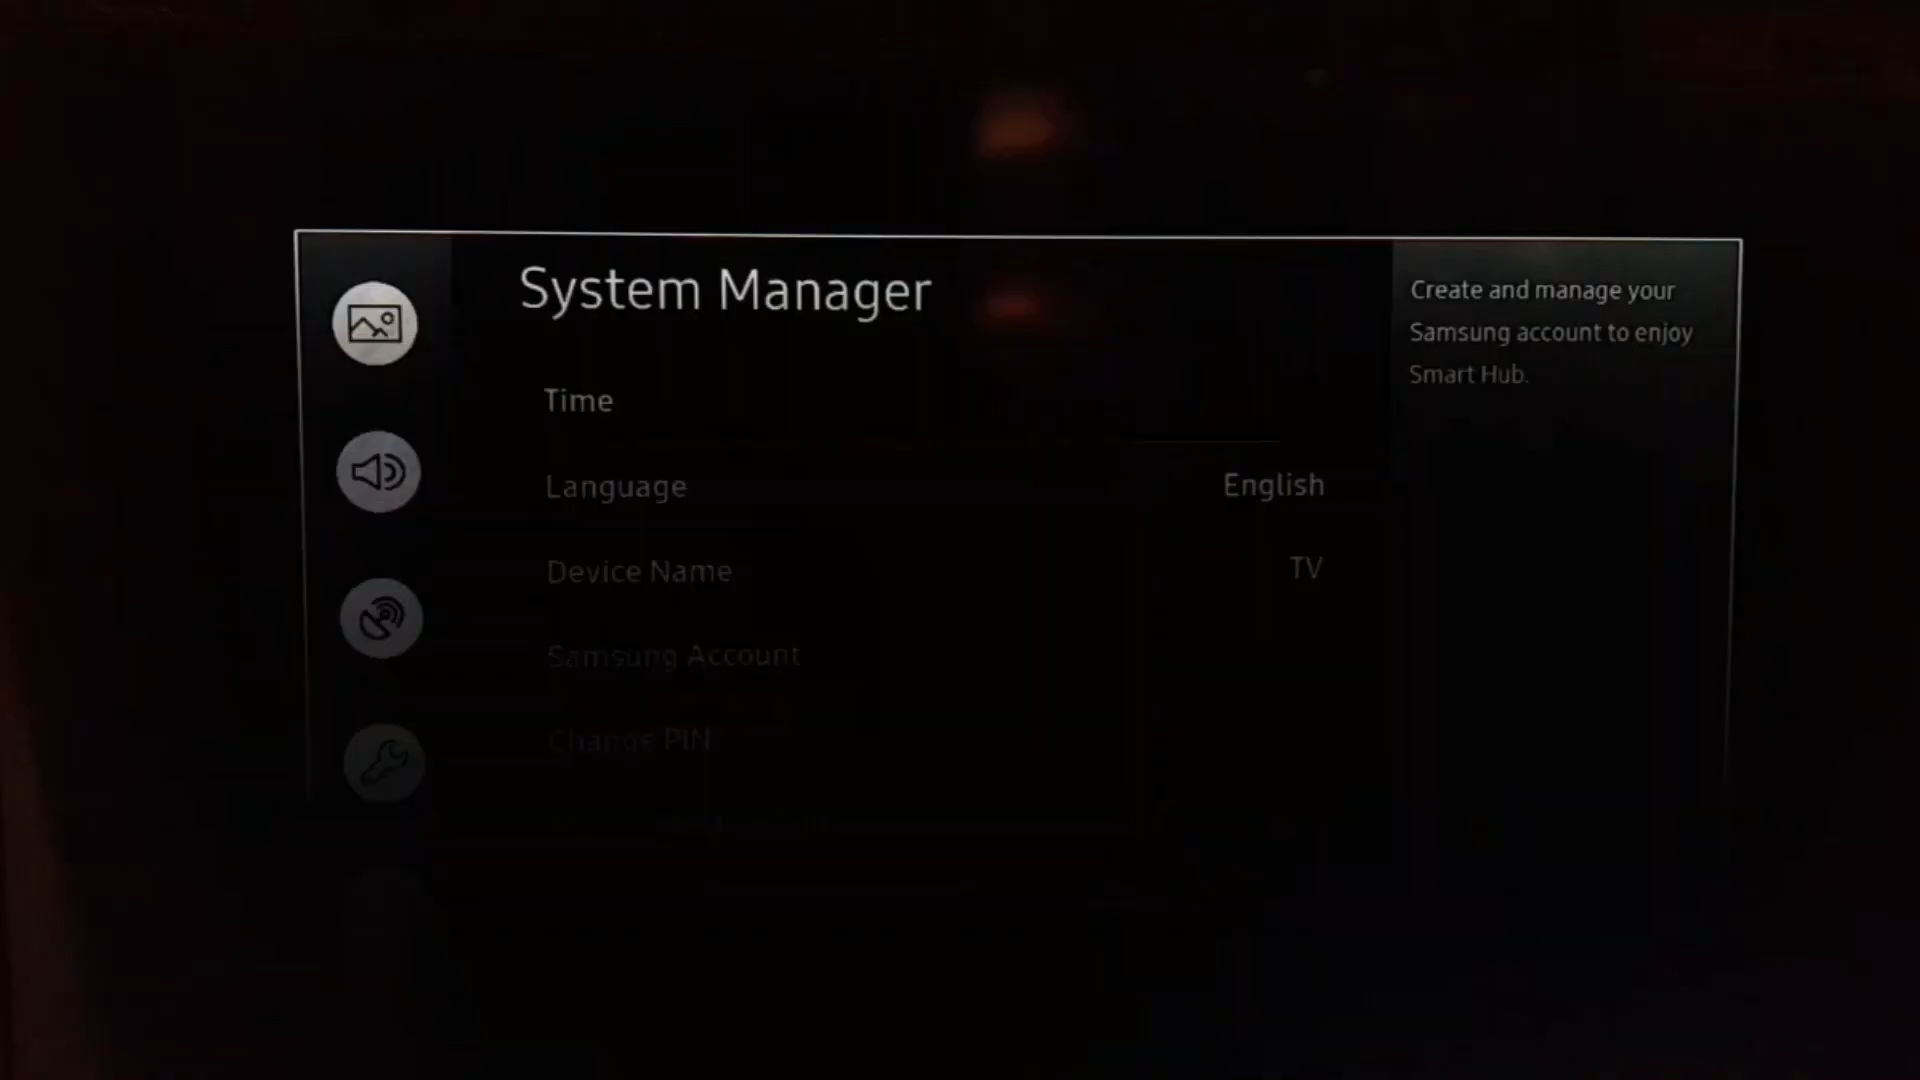 System Manager
Create and manage your
Samsung account to enjoy
Smart Hub.
Time
Language English
Device Name TV
Samsung Account
Change PIN